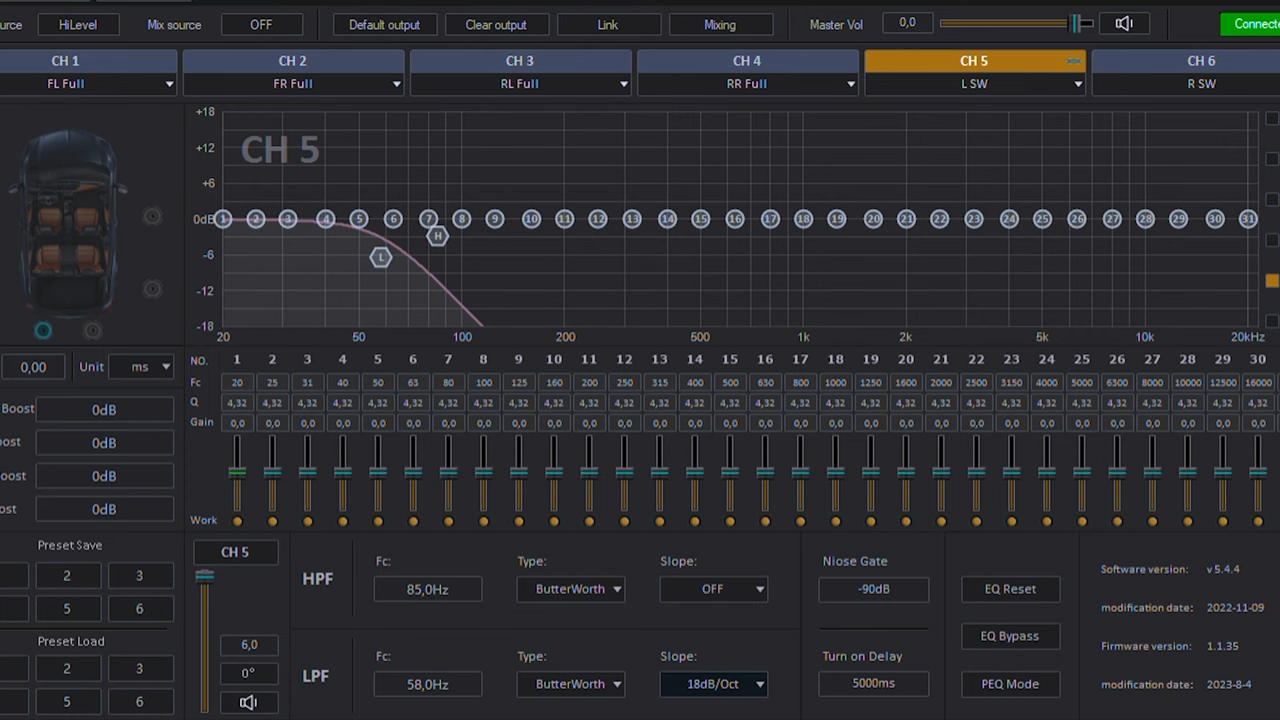 urce HiLevel Mix source OFF Default output Clear output Link Mixing Master Vol 0,0 Connecte
CH 1 CH 2 CH 3 CH 4 CH 5 CH 6
FL Full FR Full RL Full RR Full L SW R SW
CH 5
+18
+12
+6
0dB
-6
-12
-18
1 2 3 4 5 6 7 8 9 10 11 12 13 14 15 16 17 18 19 20 21 22 23 24 25 26 27 28 29 30 31
H
L
20 50 100 200 500 1k 2k 5k 10k 20kHz
0,00 Unit ms
NO. 1 2 3 4 5 6 7 8 9 10 11 12 13 14 15 16 17 18 19 20 21 22 23 24 25 26 27 28 29 30
Fc 20 25 31 40 50 63 80 100 125 160 200 250 315 400 500 630 800 1000 1250 1600 2000 2500 3150 4000 5000 6300 8000 10000 12500 16000
Q 4,32 4,32 4,32 4,32 4,32 4,32 4,32 4,32 4,32 4,32 4,32 4,32 4,32 4,32 4,32 4,32 4,32 4,32 4,32 4,32 4,32 4,32 4,32 4,32 4,32 4,32 4,32 4,32 4,32 4,32
Gain 0,0 0,0 0,0 0,0 0,0 0,0 0,0 0,0 0,0 0,0 0,0 0,0 0,0 0,0 0,0 0,0 0,0 0,0 0,0 0,0 0,0 0,0 0,0 0,0 0,0 0,0 0,0 0,0 0,0 0,0
Boost 0dB
oost 0dB
oost 0dB
ost 0dB
Work
Preset Save
2 3
5 6
Preset Load
2 3
5 6
CH 5
6,0
0°
HPF
Fc: Type: Slope:
85,0Hz ButterWorth OFF
LPF
Fc: Type: Slope:
58,0Hz ButterWorth 18dB/Oct
Niose Gate
-90dB
Turn on Delay
5000ms
EQ Reset
EQ Bypass
PEQ Mode
Software version: v 5.4.4
modification date: 2022-11-09
Firmware version: 1.1.35
modification date: 2023-8-4